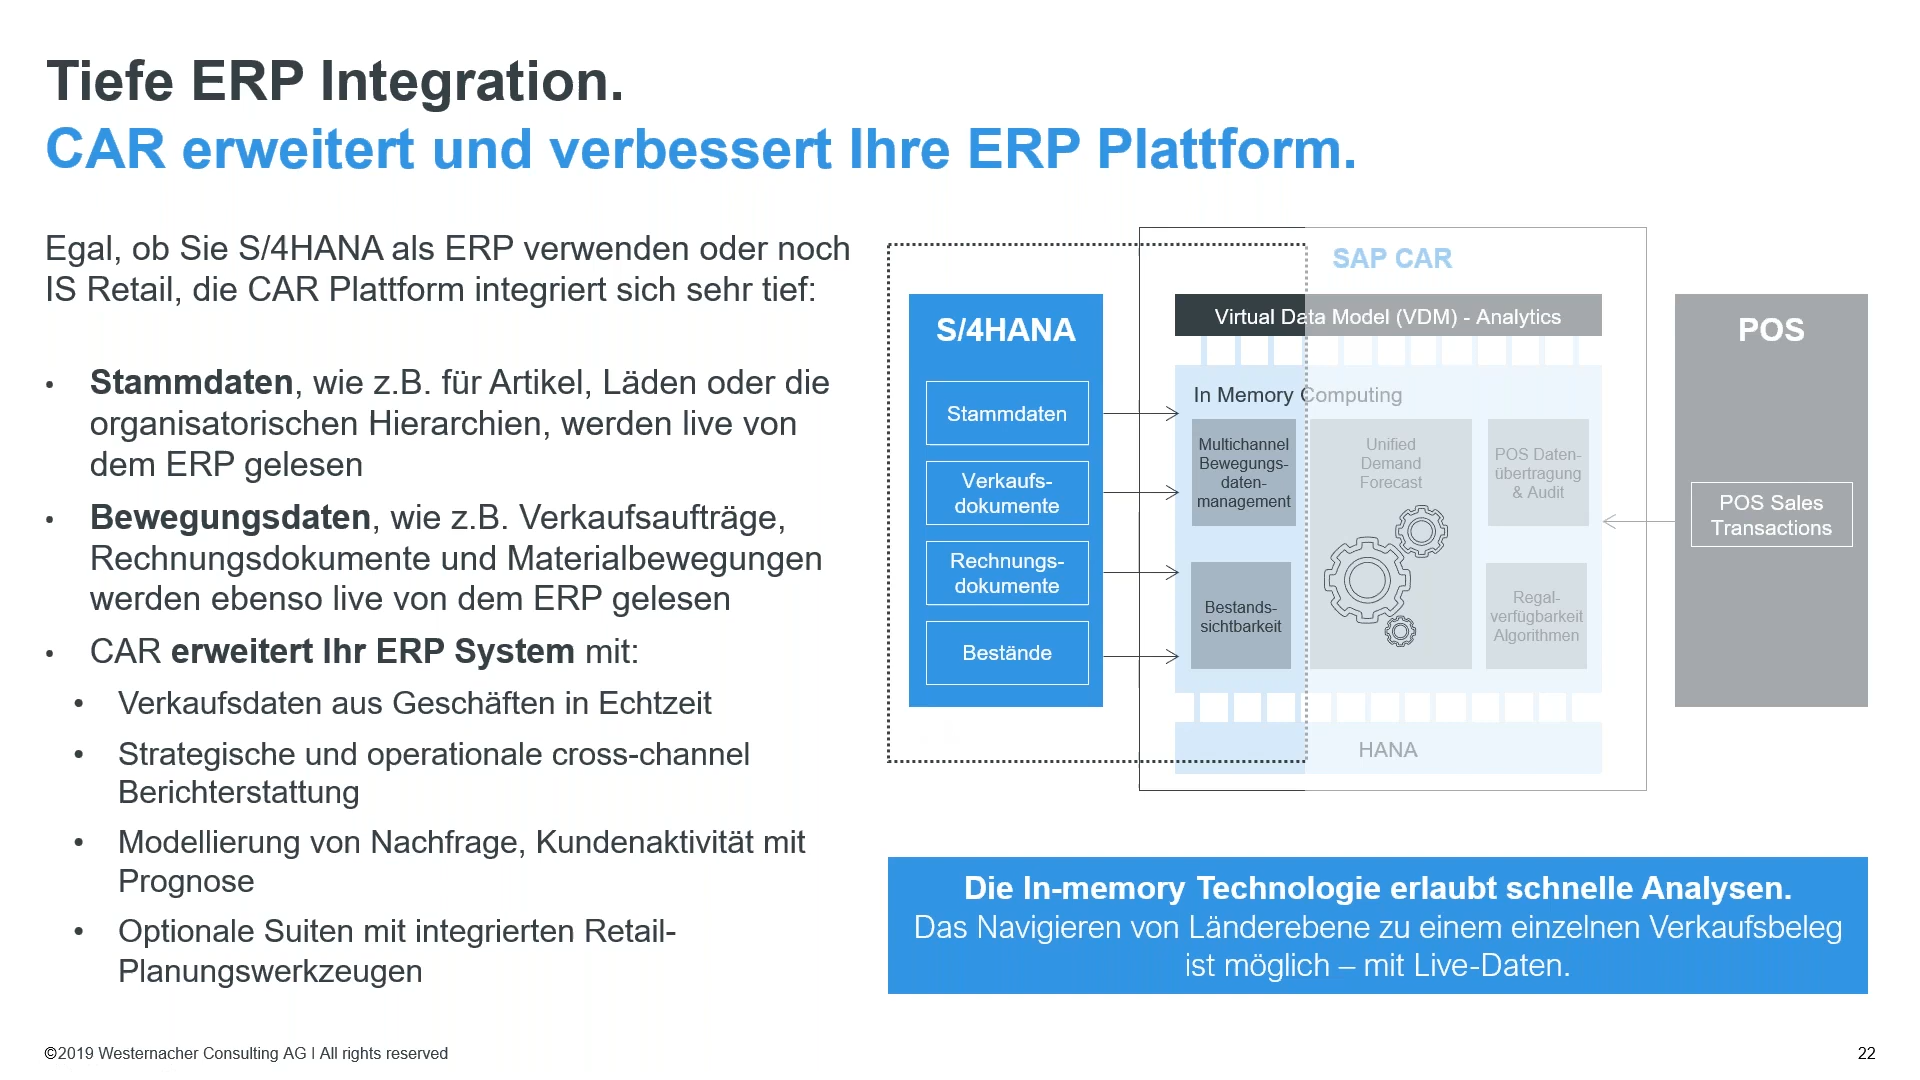 Tiefe ERP Integration.
CAR erweitert und verbessert Ihre ERP Plattform.
Egal, ob Sie S/4HANA als ERP verwenden oder noch
IS Retail, die CAR Plattform integriert sich sehr tief:
• Stammdaten, wie z.B. für Artikel, Läden oder die
organisatorischen Hierarchien, werden live von
dem ERP gelesen
• Bewegungsdaten, wie z.B. Verkaufsaufträge,
Rechnungsdokumente und Materialbewegungen
werden ebenso live von dem ERP gelesen
• CAR erweitert Ihr ERP System mit:
• Verkaufsdaten aus Geschäften in Echtzeit
• Strategische und operationale cross-channel
Berichterstattung
• Modellierung von Nachfrage, Kundenaktivität mit
Prognose
• Optionale Suiten mit integrierten Retail-
Planungswerkzeugen
S/4HANA
Stammdaten
Verkaufs-
dokumente
Rechnungs-
dokumente
Bestände
SAP CAR
Virtual Data Model (VDM) - Analytics
In Memory Computing
Multichannel
Bewegungs-
daten-
management
Bestands-
sichtbarkeit
Unified
Demand
Forecast
POS Daten-
übertragung
& Audit
Regal-
verfügbarkeit
Algorithmen
HANA
POS
POS Sales
Transactions
Die In-memory Technologie erlaubt schnelle Analysen.
Das Navigieren von Länderebene zu einem einzelnen Verkaufsbeleg
ist möglich – mit Live-Daten.
©2019 Westernacher Consulting AG I All rights reserved
22